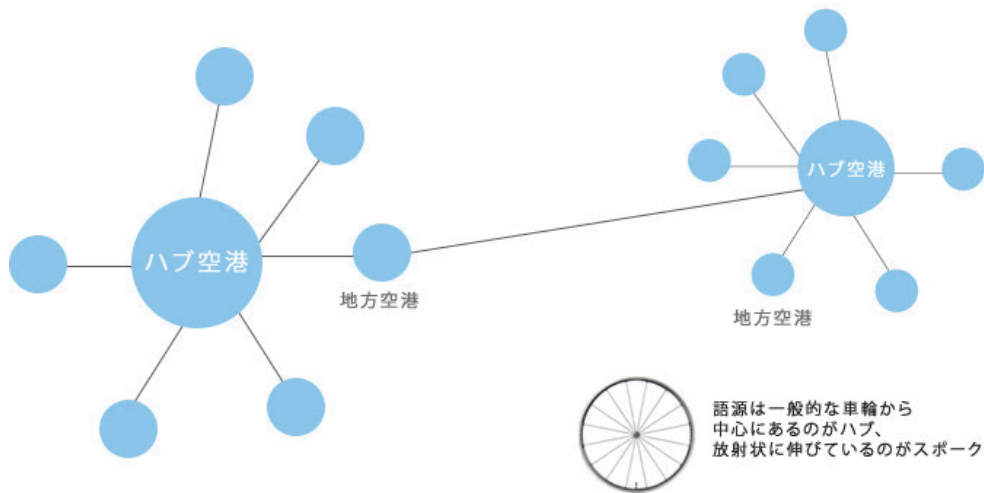 ハブ空港
ハブ空港
地方空港
地方空港
語源は一般的な車輪から
中心にあるのがハブ、
放射状に伸びているのがスポーク